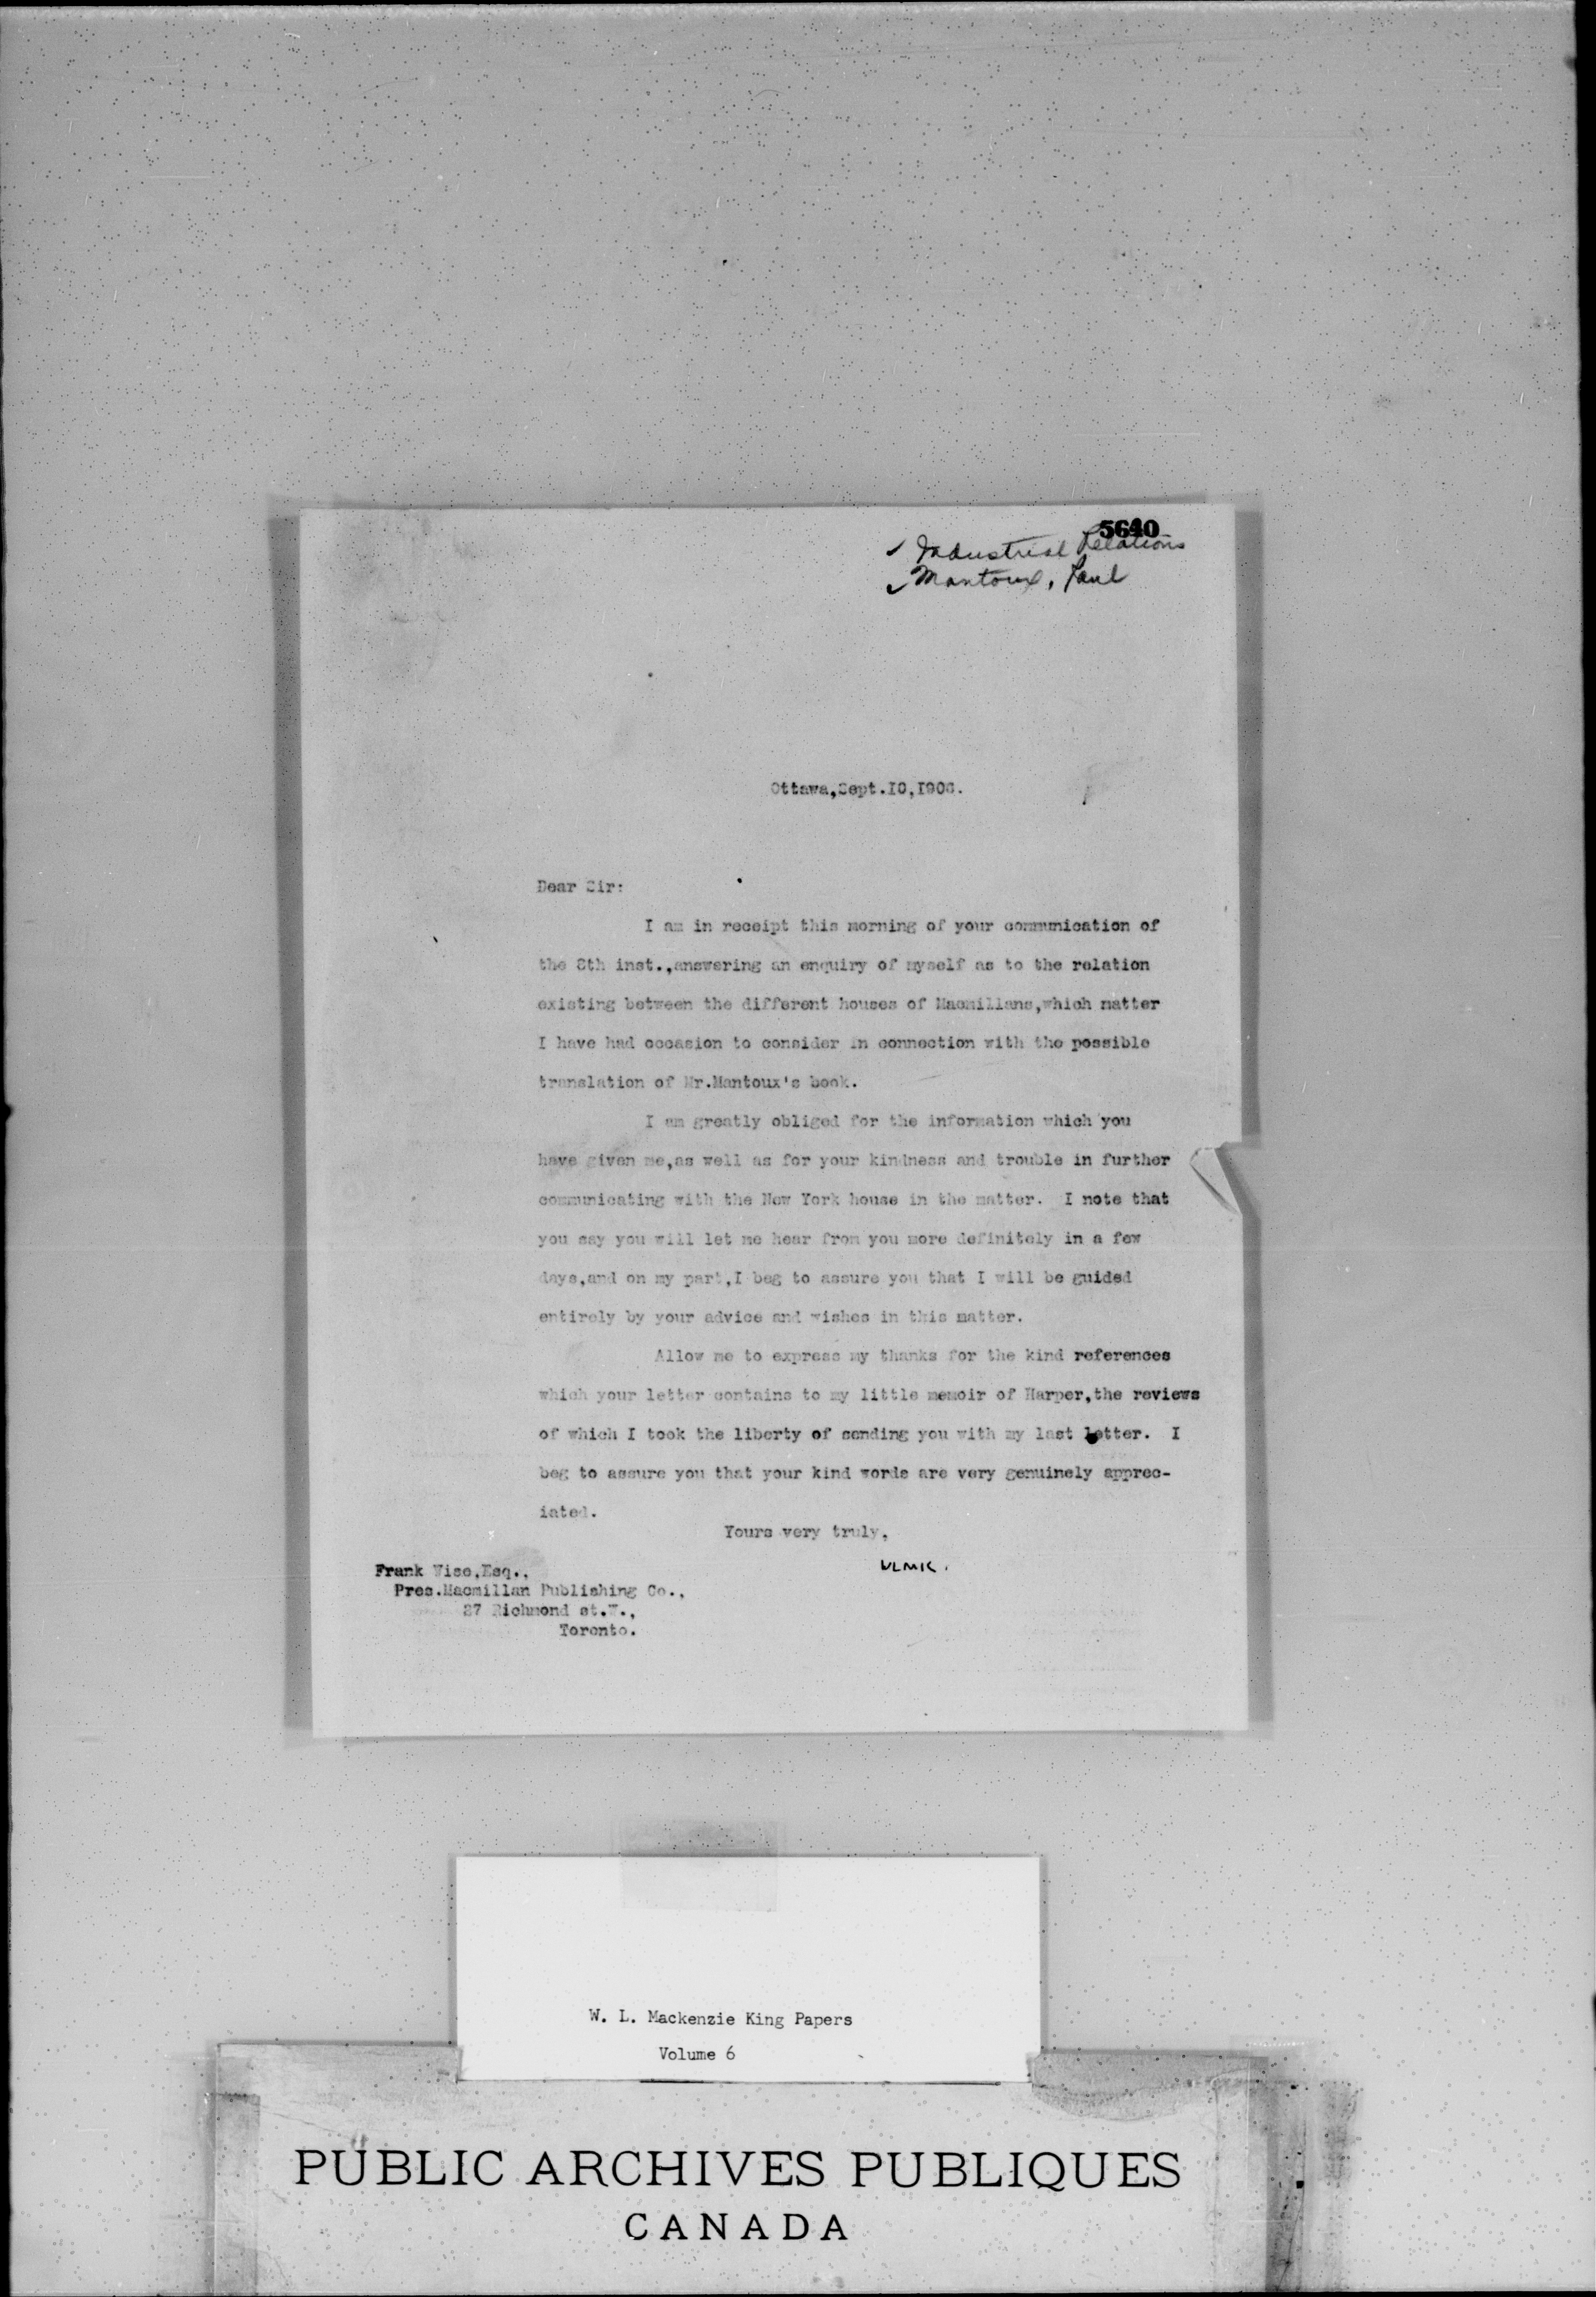 5640
✓ Industrial Relations
✓ Mantoux, Paul
Ottawa,Sept.10,1906.
Dear Sir:
I am in receipt this morning of your communication of
the 8th inst.,answering an enquiry of myself as to the relation
existing between the different houses of Macmillans,which matter
I have had occasion to consider in connection with the possible
translation of Mr.Mantoux's book.
I am greatly obliged for the information which you
have given me,as well as for your kindness and trouble in further
communicating with the New York house in the matter. I note that
you say you will let me hear from you more definitely in a few
days,and on my part,I beg to assure you that I will be guided
entirely by your advice and wishes in this matter.
Allow me to express my thanks for the kind references
which your letter contains to my little memoir of Harper,the reviews
of which I took the liberty of sending you with my last letter. I
beg to assure you that your kind words are very genuinely apprec-
iated.
Yours very truly,
WLMK.
Frank Wise,Esq.,
Pres.Macmillan Publishing Co.,
27 Richmond st.W.,
Toronto.
W. L. Mackenzie King Papers
Volume 6
PUBLIC ARCHIVES PUBLIQUES
CANADA